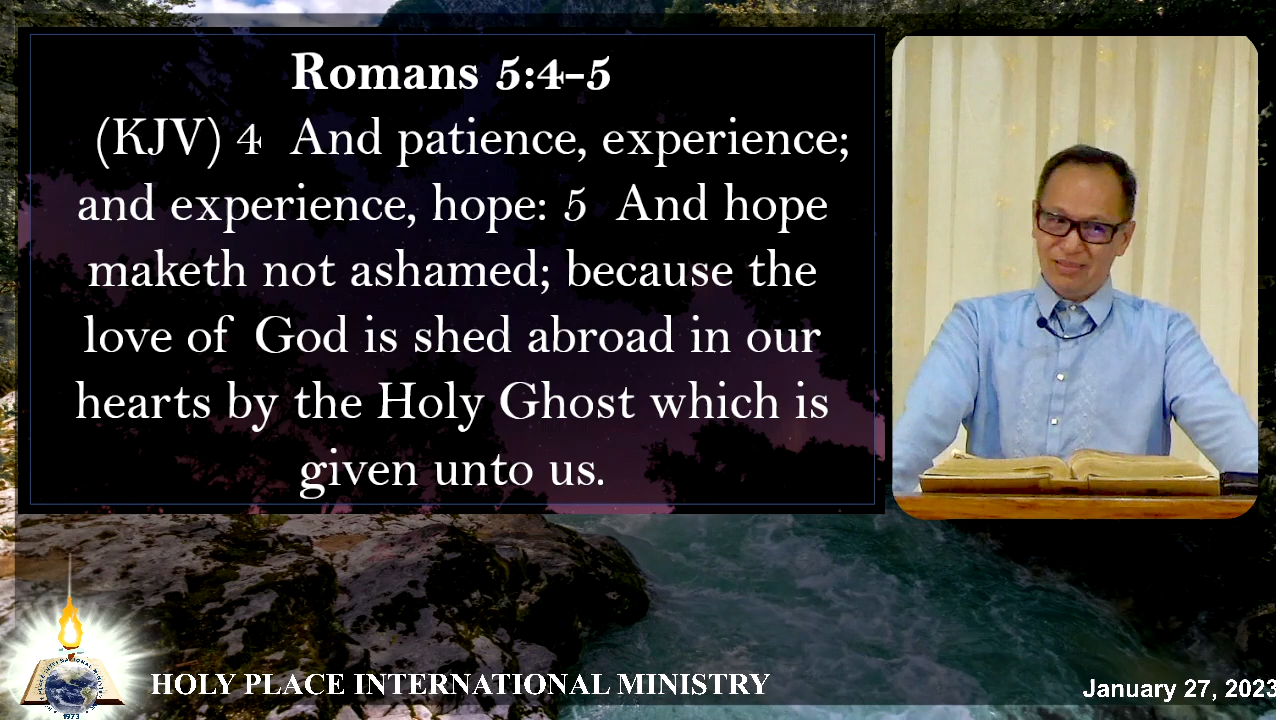 Romans 5:4-5
(KJV) 4 And patience, experience;
and experience, hope: 5 And hope
maketh not ashamed; because the
love of God is shed abroad in our
hearts by the Holy Ghost which is
given unto us.
1973
HOLY PLACE INTERNATIONAL MINISTRY
January 27, 2023